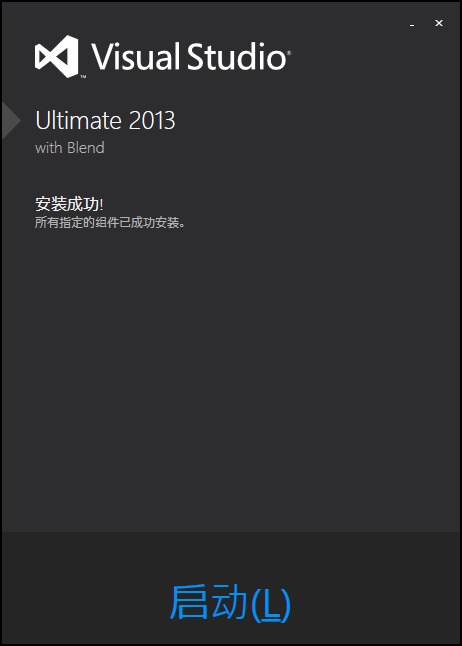 Visual Studio®
™
Ultimate 2013
with Blend
安装成功!
所有指定的组件已成功安装。
启动(L)